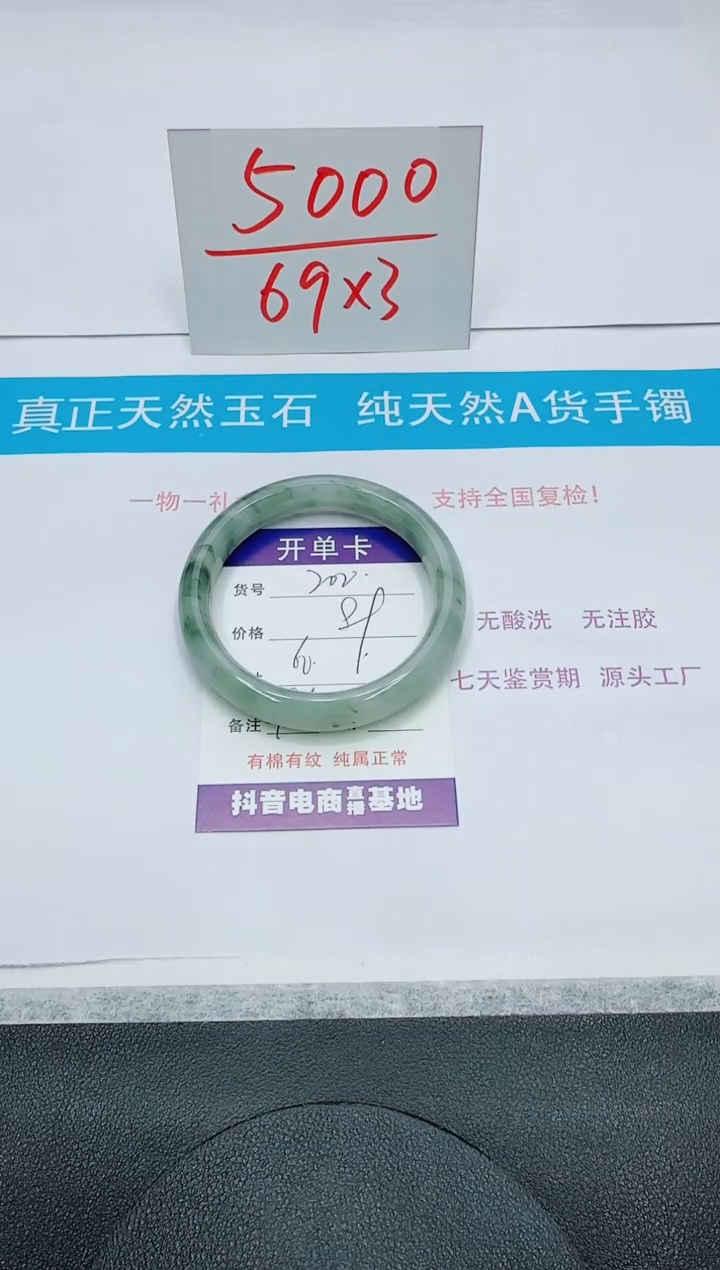 5000
69×3
真正天然玉石 纯天然A货手镯
一物一礼
支持全国复检!
开单卡
货号
价格
无酸洗 无注胶
七天鉴赏期 源头工厂
备注
有棉有纹 纯属正常
抖音电商直播基地